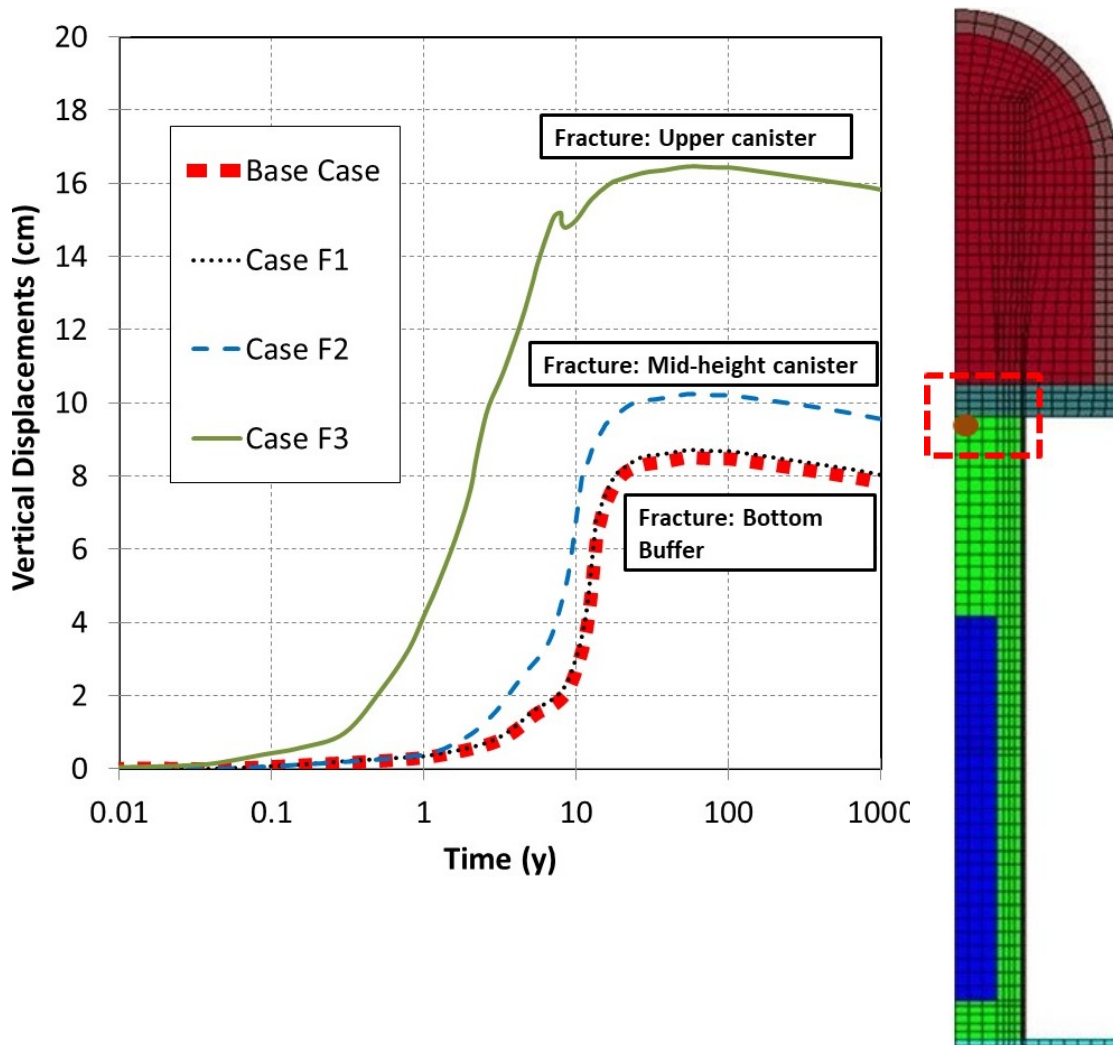 20
18
16
14
12
10
8
6
4
2
0
Vertical Displacements (cm)
Base Case
Case F1
Case F2
Case F3
Fracture: Upper canister
Fracture: Mid-height canister
Fracture: Bottom
Buffer
0.01
0.1
1
10
100
1000
Time (y)